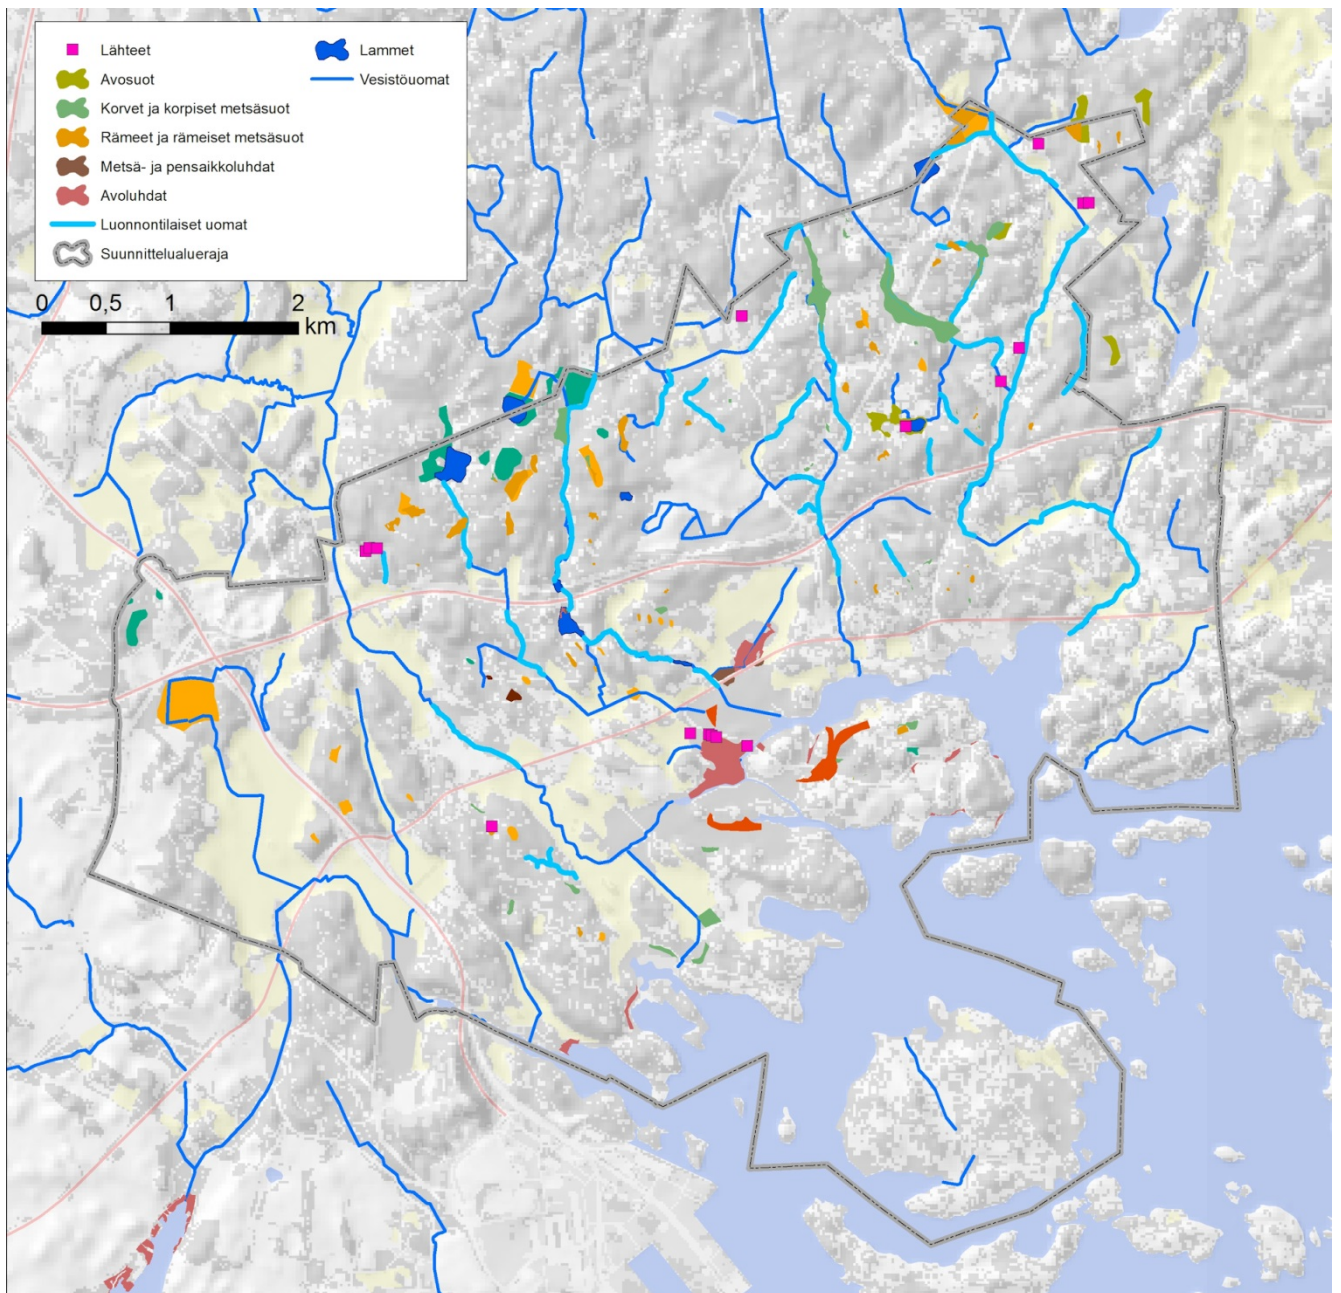 Lähteet
Avosuot
Korvet ja korpiset metsäsuot
Rämeet ja rämeiset metsäsuot
Metsä- ja pensaikkoluhdat
Avoluhdat
Luonnontilaiset uomat
Suunnittelualueraja
Lammet
Vesistöuomat
0 0,5 1 2
km